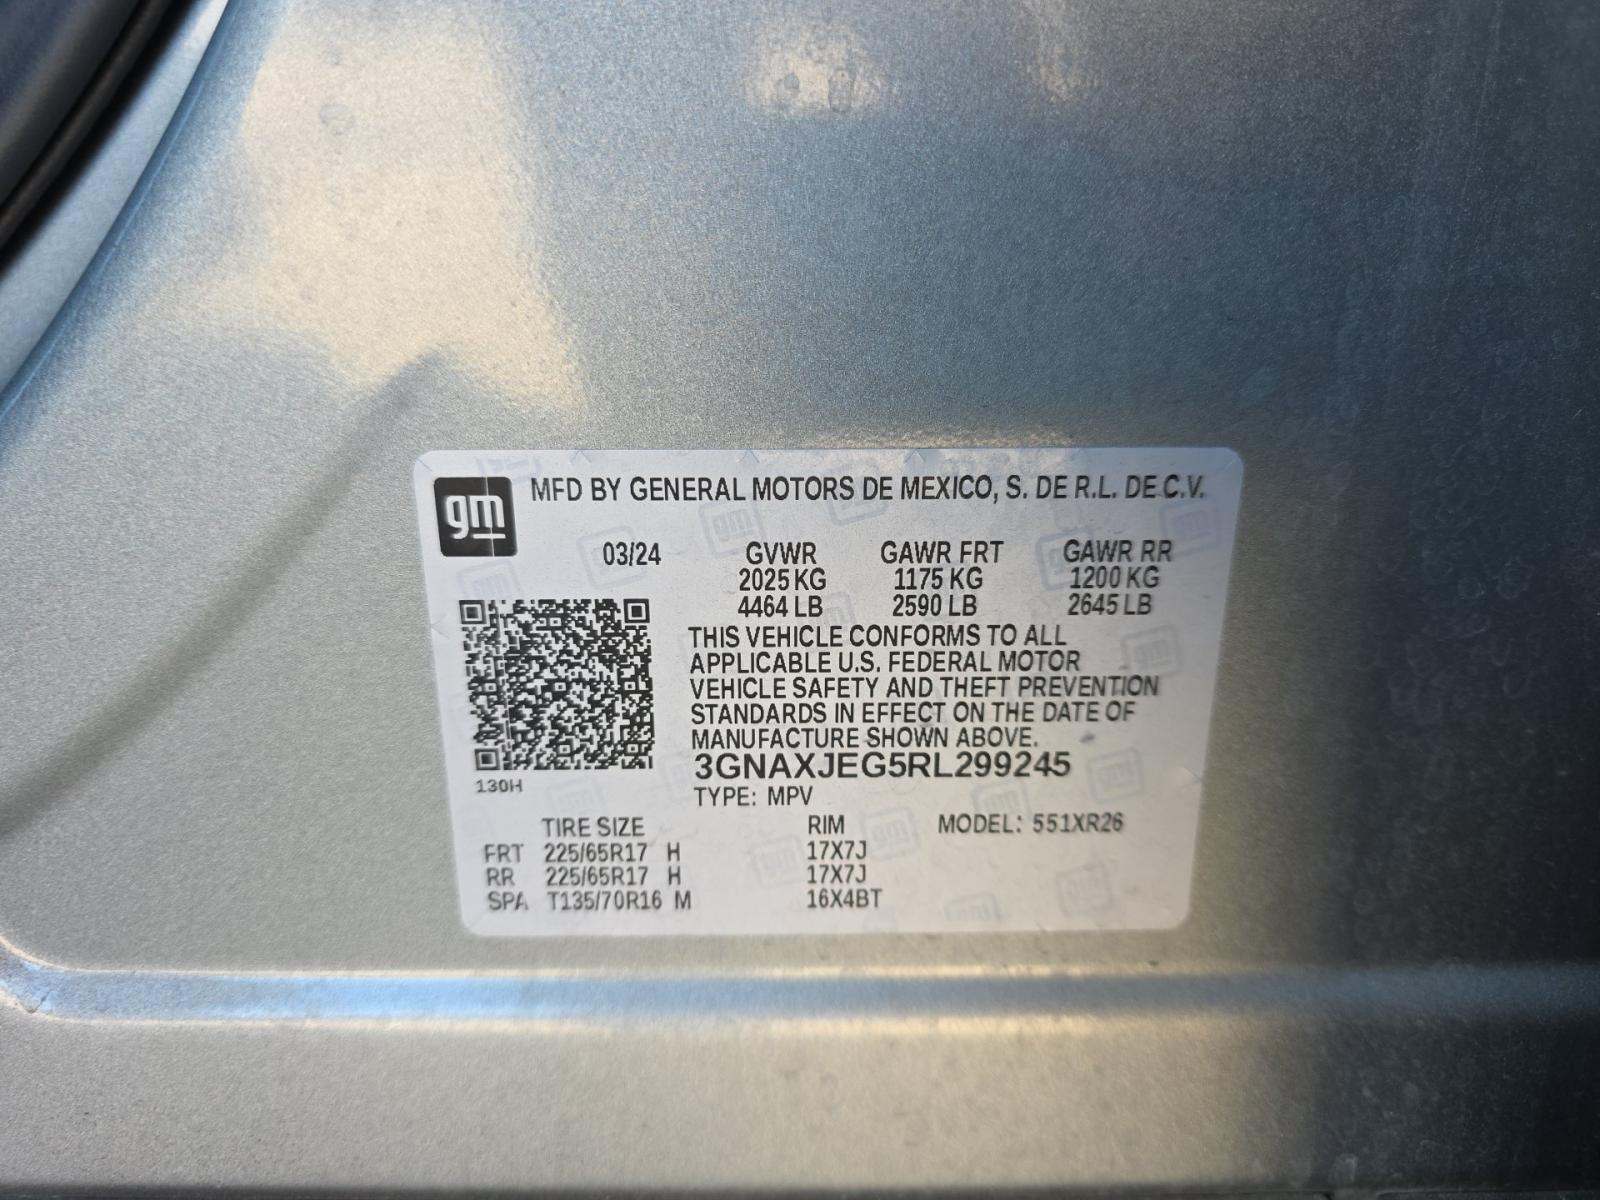 gm MFD BY GENERAL MOTORS DE MEXICO, S. DE R.L. DE C.V.
03/24 GVWR GAWR FRT GAWR RR
2025 KG 1175 KG 1200 KG
4464 LB 2590 LB 2645 LB
THIS VEHICLE CONFORMS TO ALL
APPLICABLE U.S. FEDERAL MOTOR
VEHICLE SAFETY AND THEFT PREVENTION
STANDARDS IN EFFECT ON THE DATE OF
MANUFACTURE SHOWN ABOVE.
3GNAXJEG5RL299245
130H
TYPE: MPV
TIRE SIZE RIM MODEL: 551XR26
FRT 225/65R17 H 17X7J
RR 225/65R17 H 17X7J
SPA T135/70R16 M 16X4BT